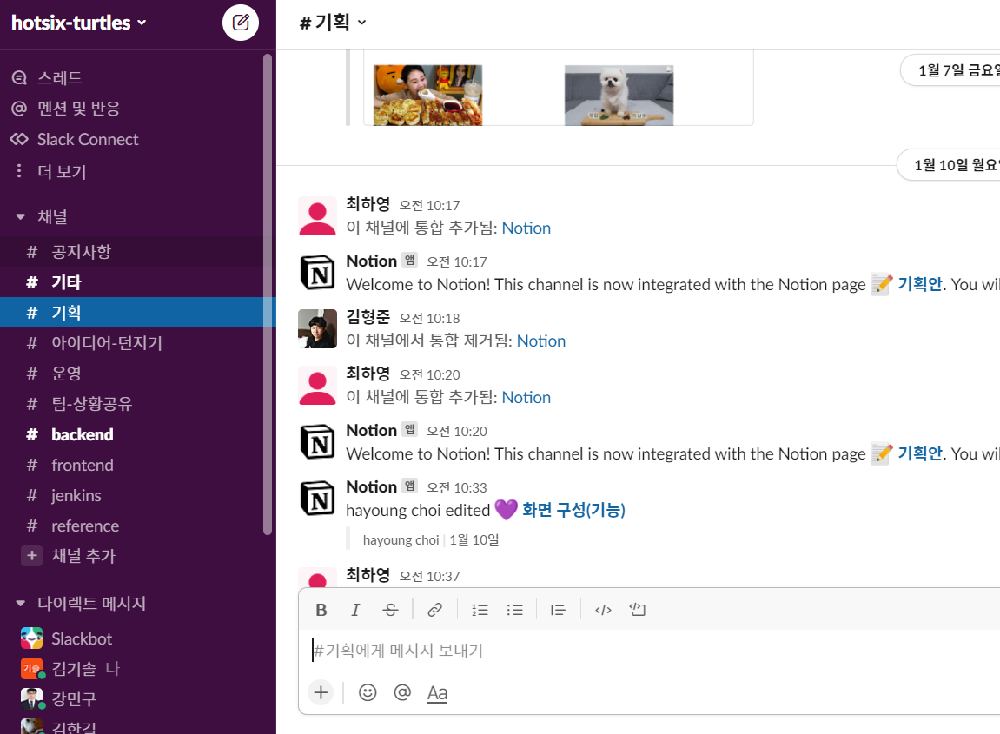 hotsix-turtles
스레드
멘션 및 반응
Slack Connect
더 보기
채널
# 공지사항
# 기타
# 기획
# 아이디어-던지기
# 운영
# 팀-상황공유
# backend
# frontend
# jenkins
# reference
+ 채널 추가
다이렉트 메시지
Slackbot
기솔 김기솔 나
강민구
김한길
# 기획
1월 7일 금요일
1월 10일 월요
최하영 오전 10:17
이 채널에 통합 추가됨: Notion
Notion 앱 오전 10:17
Welcome to Notion! This channel is now integrated with the Notion page 기획안. You wil
김형준 오전 10:18
이 채널에서 통합 제거됨: Notion
최하영 오전 10:20
이 채널에 통합 추가됨: Notion
Notion 앱 오전 10:20
Welcome to Notion! This channel is now integrated with the Notion page 기획안. You wil
Notion 앱 오전 10:33
hayoung choi edited 💜 화면 구성(기능)
hayoung choi | 1월 10일
최하영 오전 10:37
B I S
#기획에게 메시지 보내기
+ @ Aa